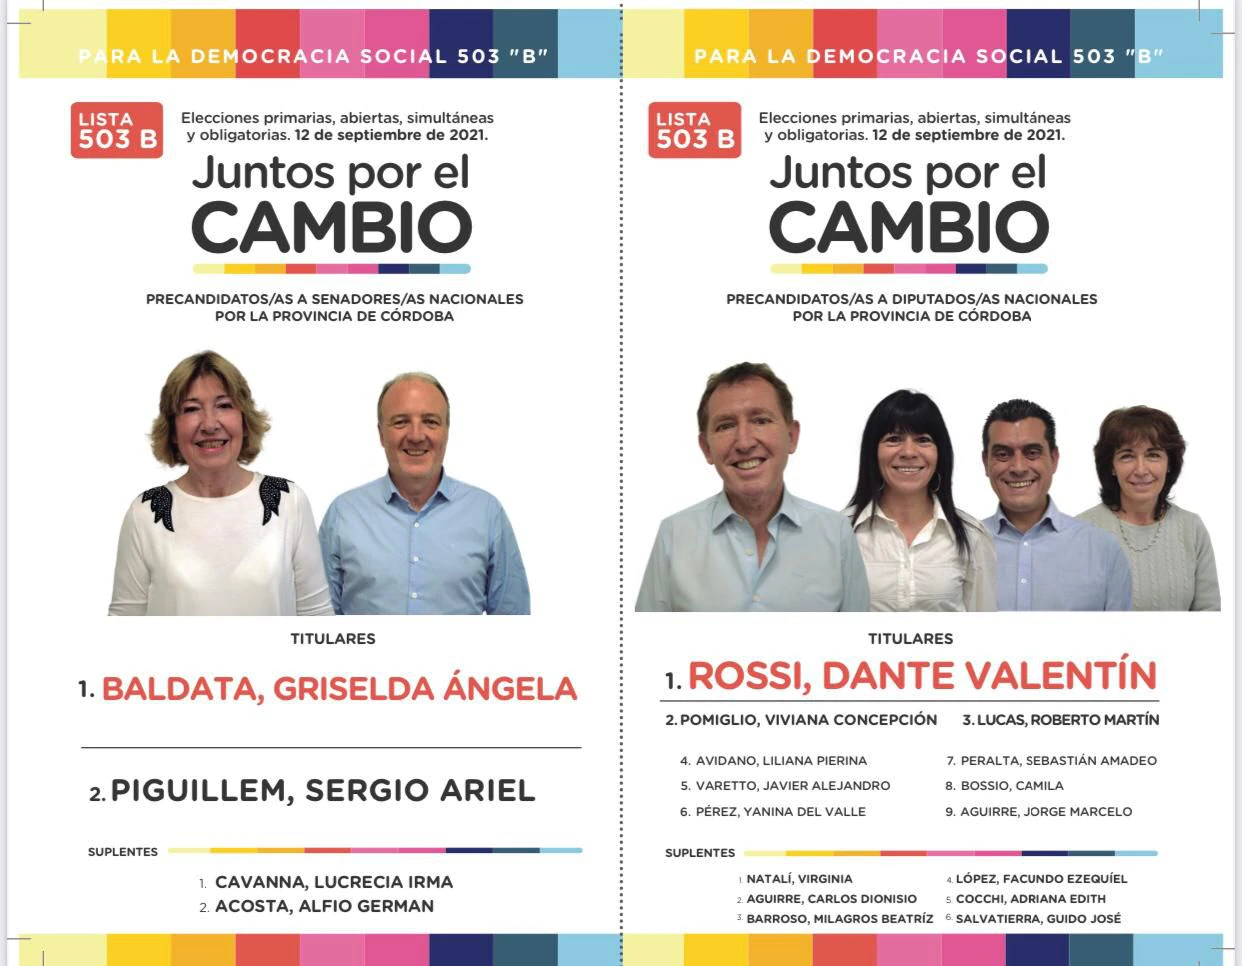 PARA LA DEMOCRACIA SOCIAL 503 "B"
LISTA
503 B
Elecciones primarias, abiertas, simultáneas
y obligatorias. 12 de septiembre de 2021.
Juntos por el
CAMBIO
PRECANDIDATOS/AS A SENADORES/AS NACIONALES
POR LA PROVINCIA DE CÓRDOBA
TITULARES
1. BALDATA, GRISELDA ÁNGELA
2. PIGUILLEM, SERGIO ARIEL
SUPLENTES
1. CAVANNA, LUCRECIA IRMA
2. ACOSTA, ALFIO GERMAN
PARA LA DEMOCRACIA SOCIAL 503 "B"
LISTA
503 B
Elecciones primarias, abiertas, simultáneas
y obligatorias. 12 de septiembre de 2021.
Juntos por el
CAMBIO
PRECANDIDATOS/AS A DIPUTADOS/AS NACIONALES
POR LA PROVINCIA DE CÓRDOBA
TITULARES
1. ROSSI, DANTE VALENTÍN
2. POMIGLIO, VIVIANA CONCEPCIÓN 3. LUCAS, ROBERTO MARTÍN
4. AVIDANO, LILIANA PIERINA
5. VARETTO, JAVIER ALEJANDRO
6. PÉREZ, YANINA DEL VALLE
7. PERALTA, SEBASTIÁN AMADEO
8. BOSSIO, CAMILA
9. AGUIRRE, JORGE MARCELO
SUPLENTES
1. NATALÍ, VIRGINIA
2. AGUIRRE, CARLOS DIONISIO
3. BARROSO, MILAGROS BEATRÍZ
4. LÓPEZ, FACUNDO EZEQUÍEL
5. COCCHI, ADRIANA EDITH
6. SALVATIERRA, GUIDO JOSÉ